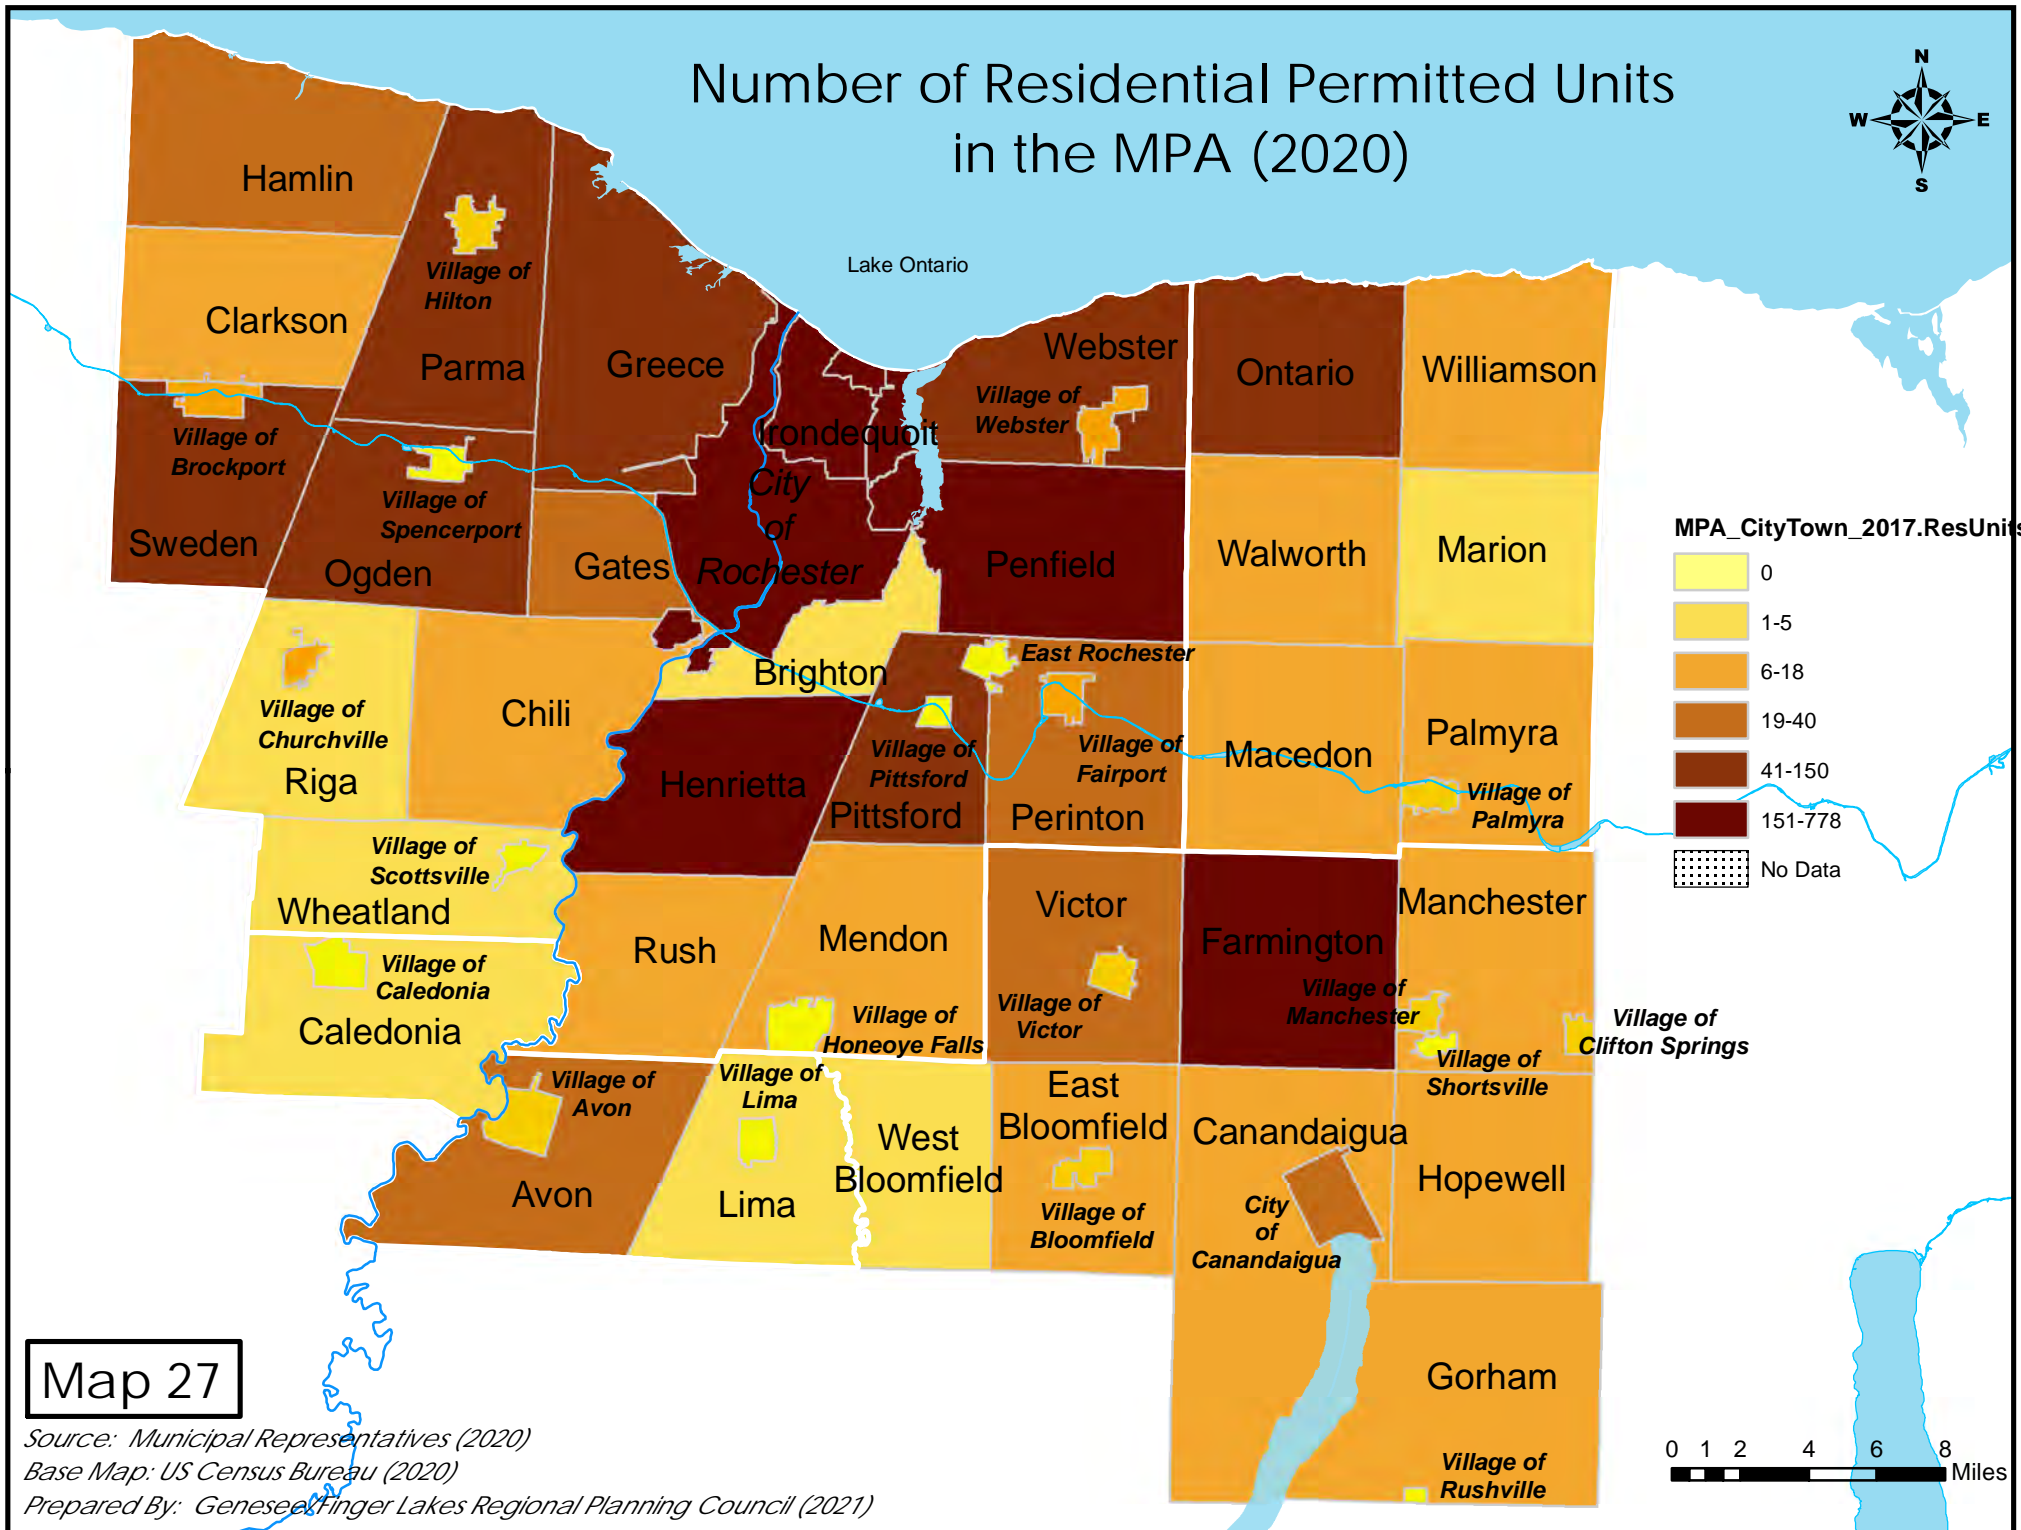 Number of Residential Permitted Units
in the MPA (2020)
N
W
E
S
Lake Ontario
Hamlin
Village of
Hilton
Clarkson
Parma
Greece
Webster
Village of
Webster
Ontario
Williamson
Village of
Brockport
Irondequoit
City
of
Rochester
Village of
Spencerport
Sweden
Ogden
Gates
Penfield
Walworth
Marion
East Rochester
Brighton
Village of
Churchville
Riga
Chili
Henrietta
Village of
Pittsford
Pittsford
Village of
Fairport
Perinton
Macedon
Palmyra
Village of
Palmyra
Village of
Scottsville
Wheatland
Rush
Mendon
Victor
Farmington
Manchester
Village of
Caledonia
Caledonia
Village of
Honeoye Falls
Village of
Victor
Village of
Manchester
Village of
Shortsville
Village of
Clifton Springs
Village of
Avon
Avon
Village of
Lima
Lima
West
Bloomfield
East
Bloomfield
Village of
Bloomfield
Canandaigua
City
of
Canandaigua
Hopewell
Gorham
Village of
Rushville
MPA_CityTown_2017.ResUnits
0
1-5
6-18
19-40
41-150
151-778
No Data
Map 27
Source: Municipal Representatives (2020)
Base Map: US Census Bureau (2020)
Prepared By: Genesee/Finger Lakes Regional Planning Council (2021)
0 1 2 4 6 8
Miles